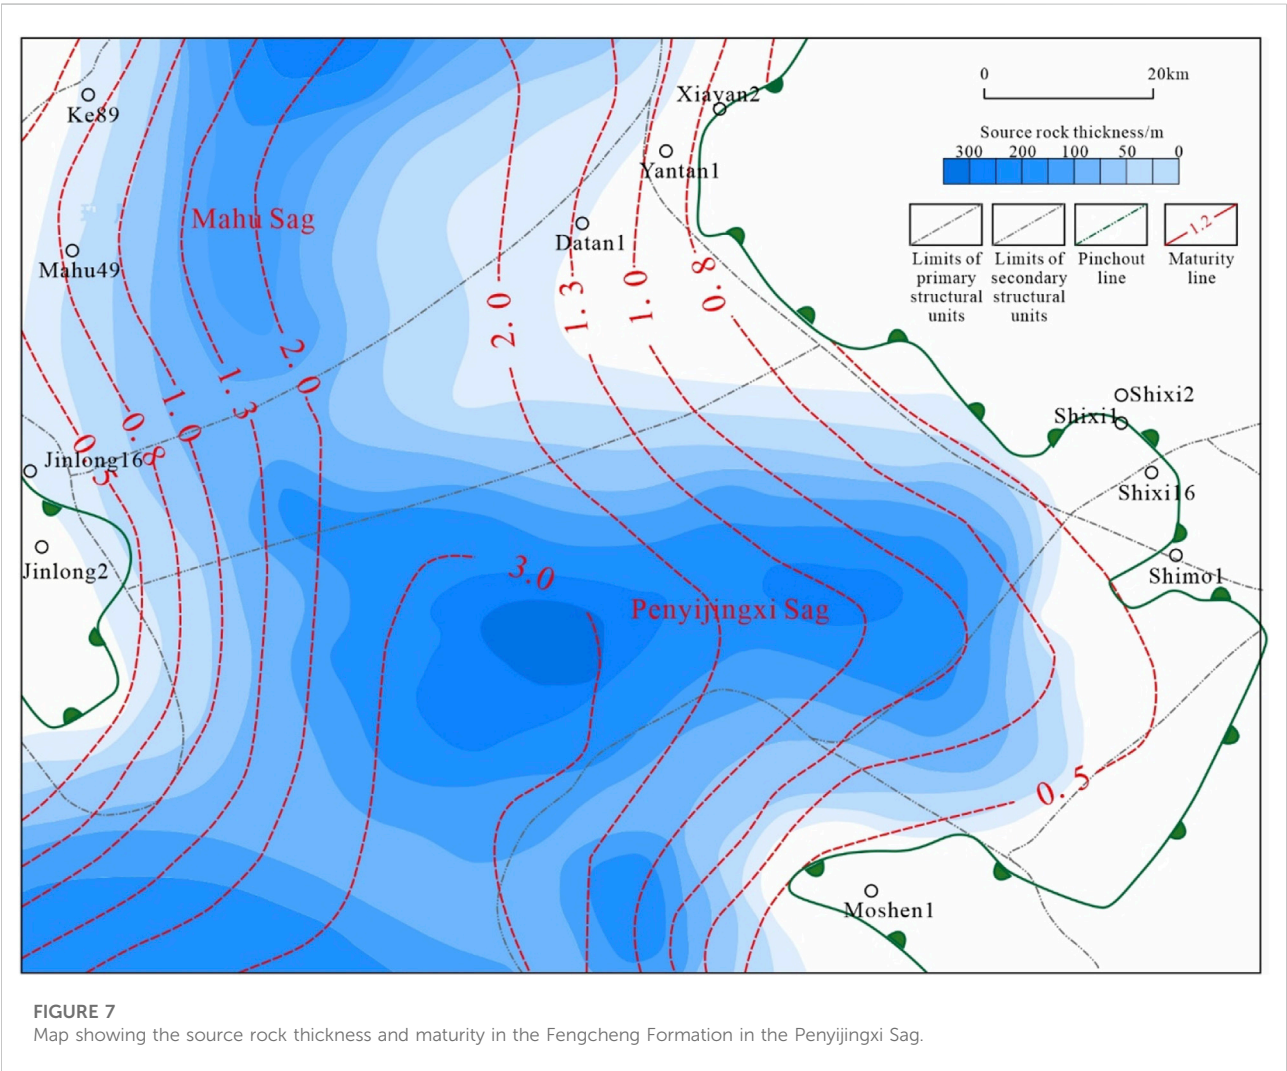 Xiayan2
Ke89
Yantan1
Mahu Sag
Datan1
Mahu49
0
20km
Source rock thickness/m
300 200 100 50 0
1.2
Limits of
primary
structural
units
Limits of
secondary
structural
units
Pinchout
line
Maturity
line
2.0
1.3
1.0
0.8
2.0
1.3
1.0
0.8
0.5
Shixi2
Shixi1
Jinlong16
Shixi16
Jinlong2
3.0
Shimo1
Penyijingxi Sag
0.5
Moshen1
FIGURE 7
Map showing the source rock thickness and maturity in the Fengcheng Formation in the Penyijingxi Sag.